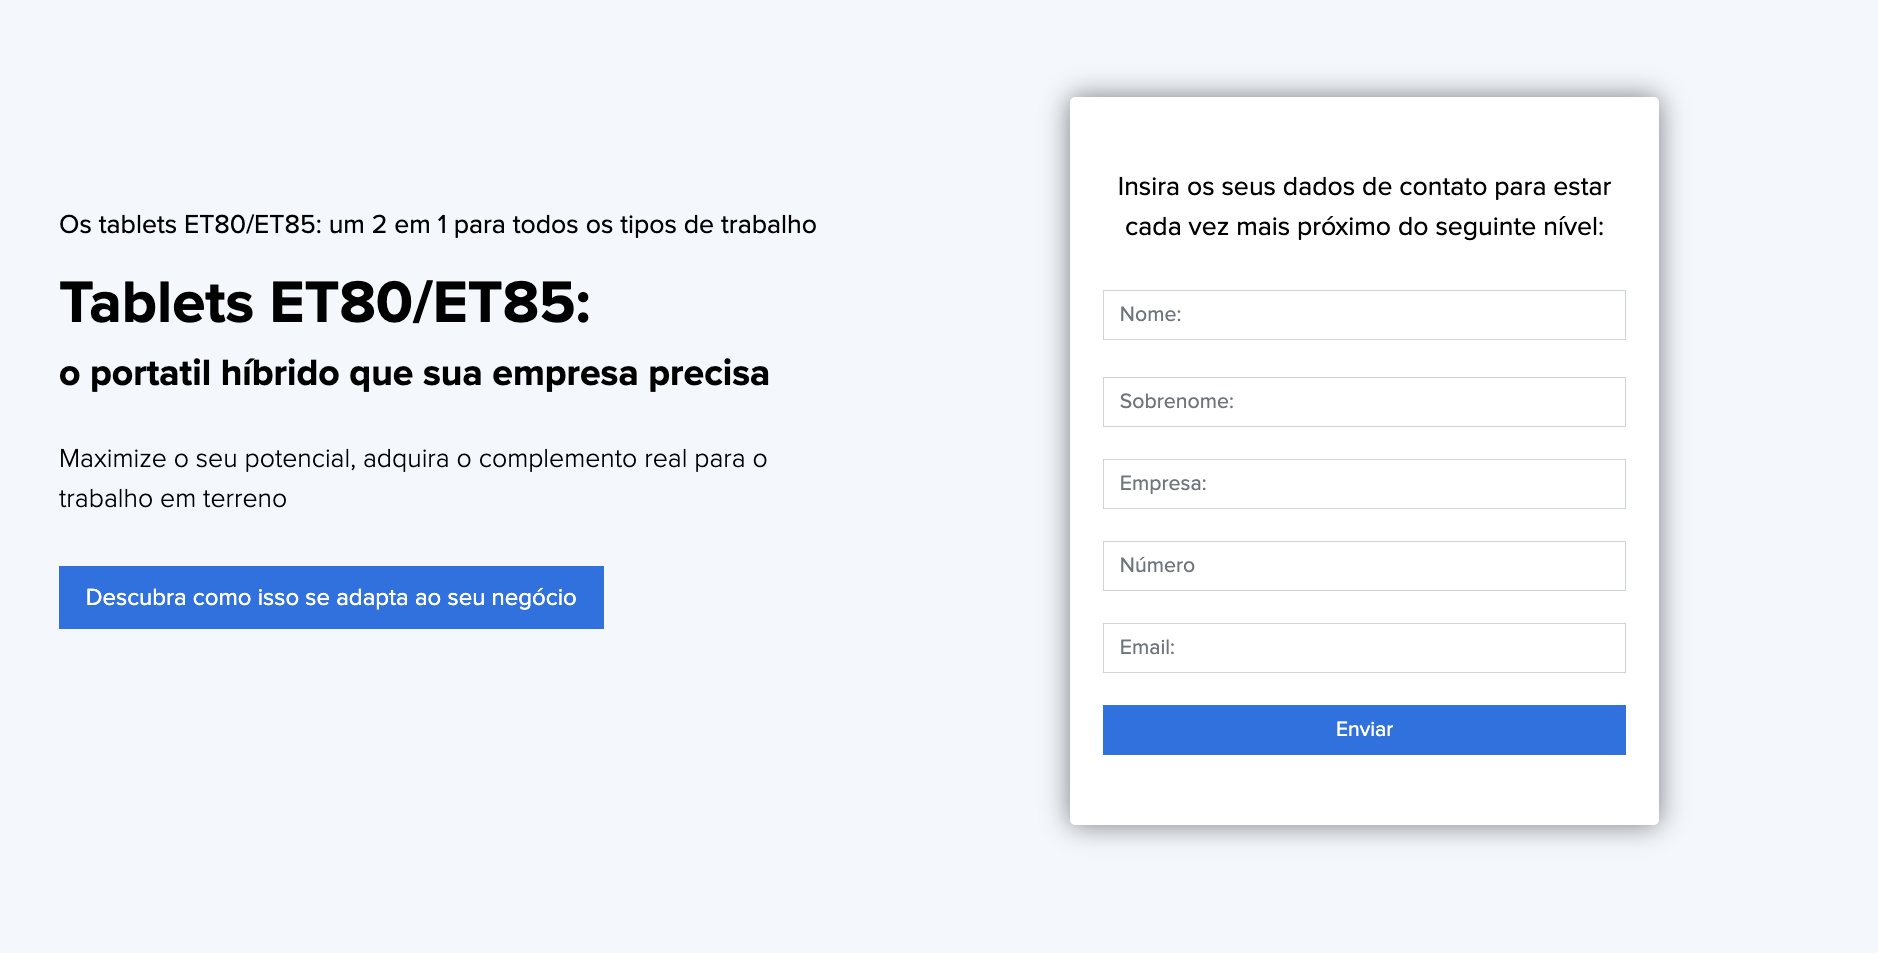 Os tablets ET80/ET85: um 2 em 1 para todos os tipos de trabalho
Tablets ET80/ET85:
o portatil híbrido que sua empresa precisa
Maximize o seu potencial, adquira o complemento real para o
trabalho em terreno
Descubra como isso se adapta ao seu negócio
Insira os seus dados de contato para estar
cada vez mais próximo do seguinte nível:
Nome:
Sobrenome:
Empresa:
Número
Email:
Enviar